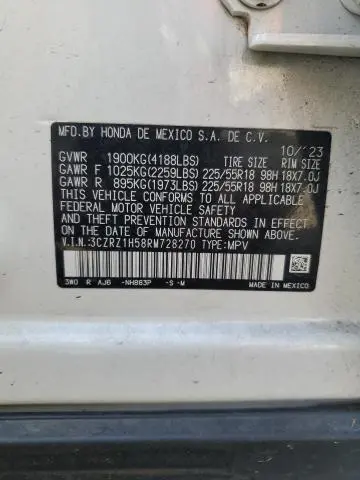 MFD.BY HONDA DE MEXICO S.A. DE C.V.
10/23
GVWR 1900KG(4188LBS) TIRE SIZE RIM SIZE
GAWR F 1025KG(2259LBS) 225/55R18 98H 18X7.0J
GAWR R 895KG(1973LBS) 225/55R18 98H 18X7.0J
THIS VEHICLE CONFORMS TO ALL APPLICABLE
FEDERAL MOTOR VEHICLE SAFETY STANDARDS
IN EFFECT ON THE DATE OF MANUFACTURE SHOWN ABOVE.
V.I.N:3CZRZ1H58RM728270 TYPE:MPV
3W0 R AJ6 -NH883P -S -M
MADE IN MEXICO